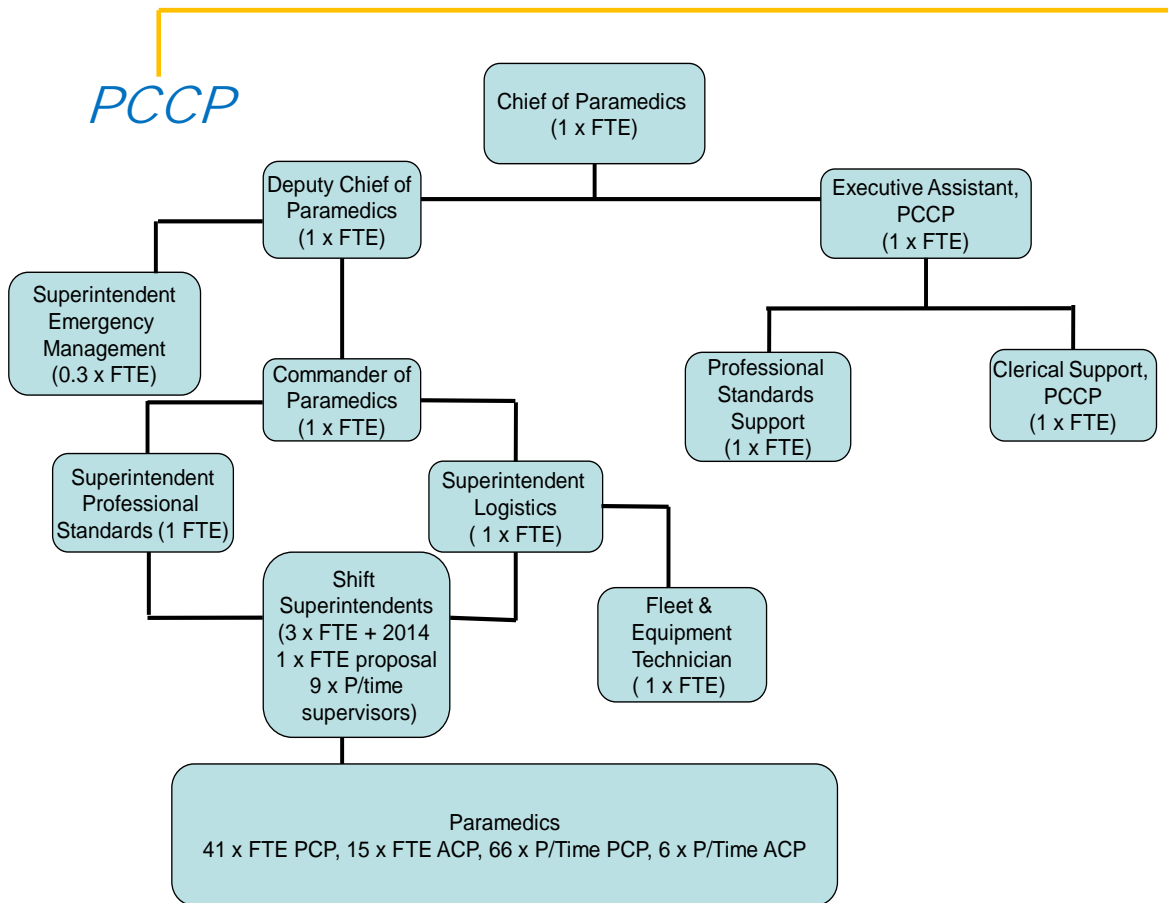 PCCP
Chief of Paramedics
(1 x FTE)
Deputy Chief of
Paramedics
(1 x FTE)
Executive Assistant,
PCCP
(1 x FTE)
Superintendent
Emergency
Management
(0.3 x FTE)
Commander of
Paramedics
(1 x FTE)
Professional
Standards
Support
(1 x FTE)
Clerical Support,
PCCP
(1 x FTE)
Superintendent
Professional
Standards (1 FTE)
Superintendent
Logistics
( 1 x FTE)
Shift
Superintendents
(3 x FTE + 2014
1 x FTE proposal
9 x P/time
supervisors)
Fleet &
Equipment
Technician
( 1 x FTE)
Paramedics
41 x FTE PCP, 15 x FTE ACP, 66 x P/Time PCP, 6 x P/Time ACP